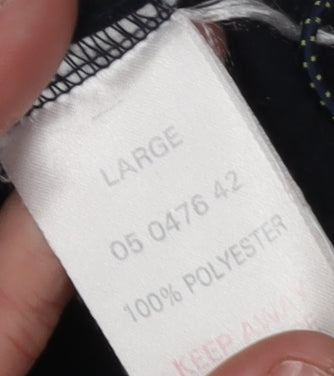 LARGE
05 0476 42
100% POLYESTER
KEEP AWAY